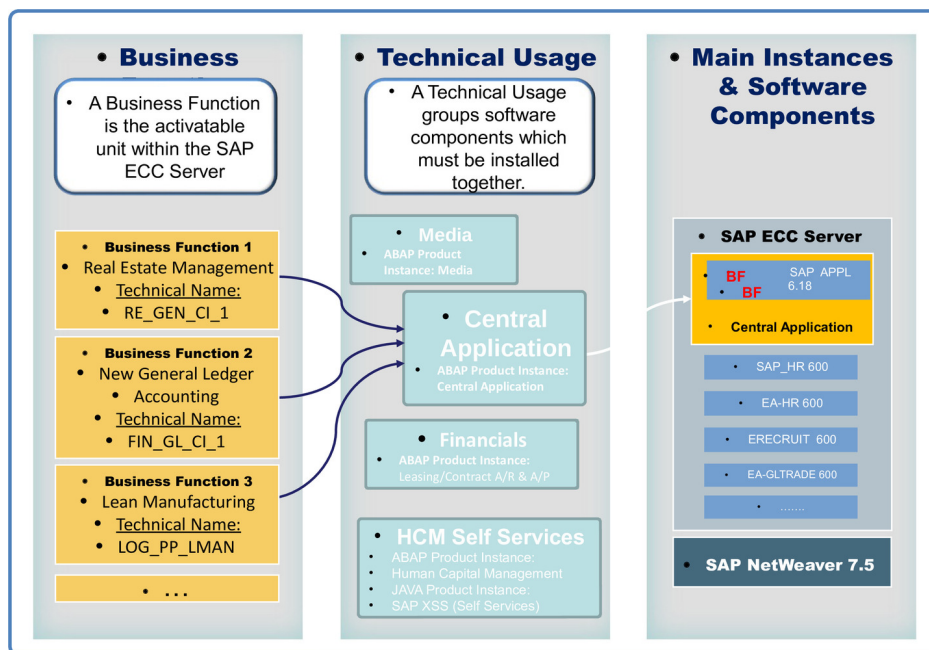 • Business
• A Business Function
is the activatable
unit within the SAP
ECC Server
• Business Function 1
• Real Estate Management
• Technical Name:
• RE_GEN_CI_1
• Business Function 2
• New General Ledger
• Accounting
• Technical Name:
• FIN_GL_CI_1
• Business Function 3
• Lean Manufacturing
• Technical Name:
• LOG_PP_LMAN
• ...
• Technical Usage
• A Technical Usage
groups software
components which
must be installed
together.
• Media
• ABAP Product
Instance: Media
• Central
Application
• ABAP Product Instance:
Central Application
• Financials
• ABAP Product Instance:
Leasing/Contract A/R & A/P
• HCM Self Services
• ABAP Product Instance:
• Human Capital Management
• JAVA Product Instance:
• SAP XSS (Self Services)
• Main Instances
& Software
Components
• SAP ECC Server
• BF
• BF
SAP APPL
6.18
• Central Application
• SAP_HR 600
• EA-HR 600
• ERECRUIT 600
• EA-GLTRADE 600
• .......
• SAP NetWeaver 7.5